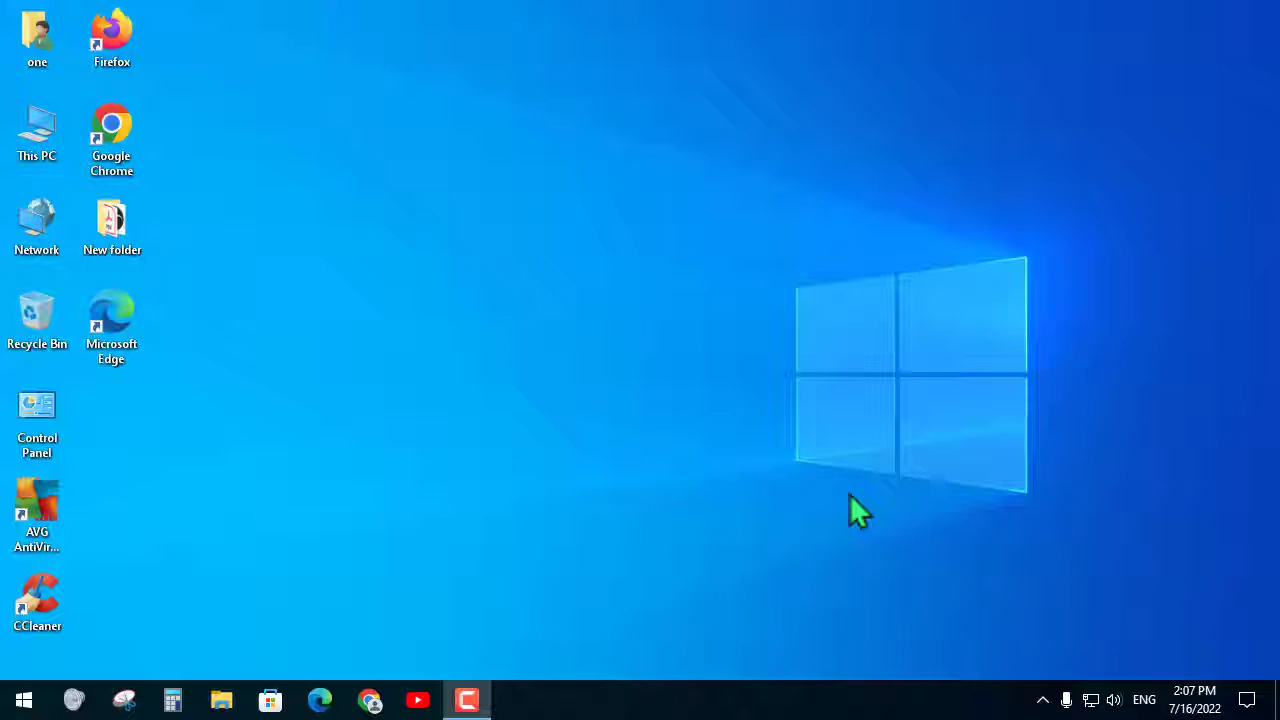 one
Firefox
This PC
Google
Chrome
Network
New folder
Recycle Bin
Microsoft
Edge
Control
Panel
AVG
AntiVir...
CCleaner
ENG
2:07 PM
7/16/2022